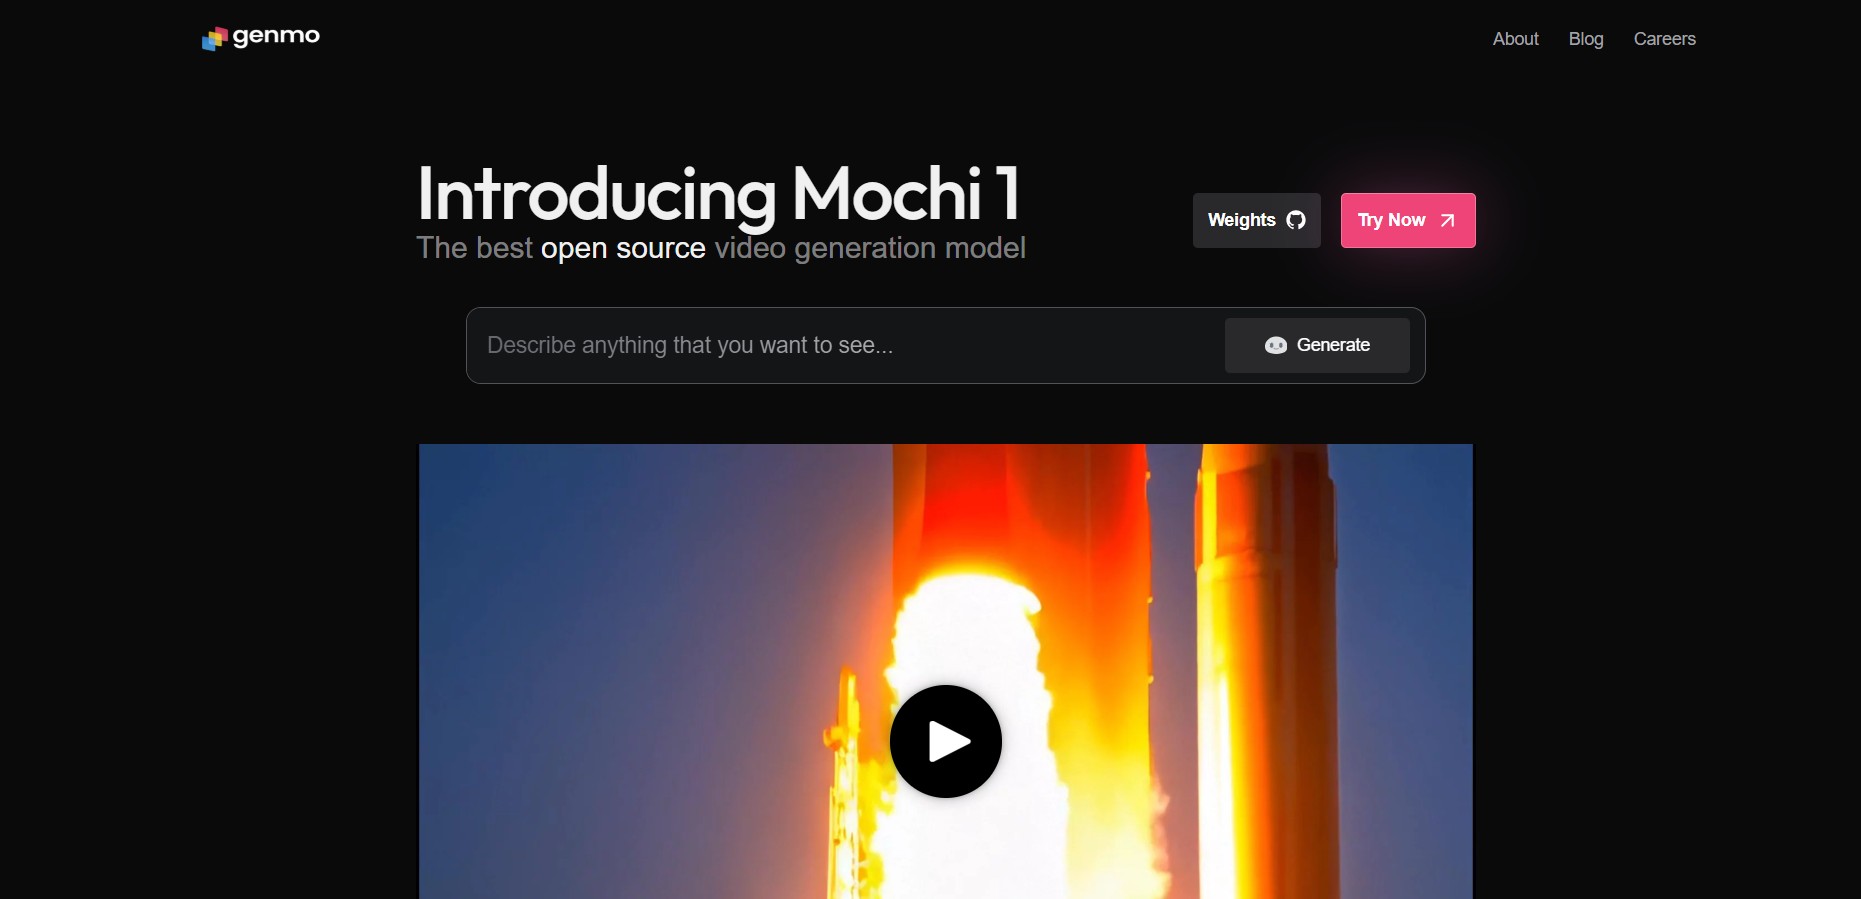 genmo
About Blog Careers
Introducing Mochi 1
The best open source video generation model
Weights
Try Now
Describe anything that you want to see...
Generate